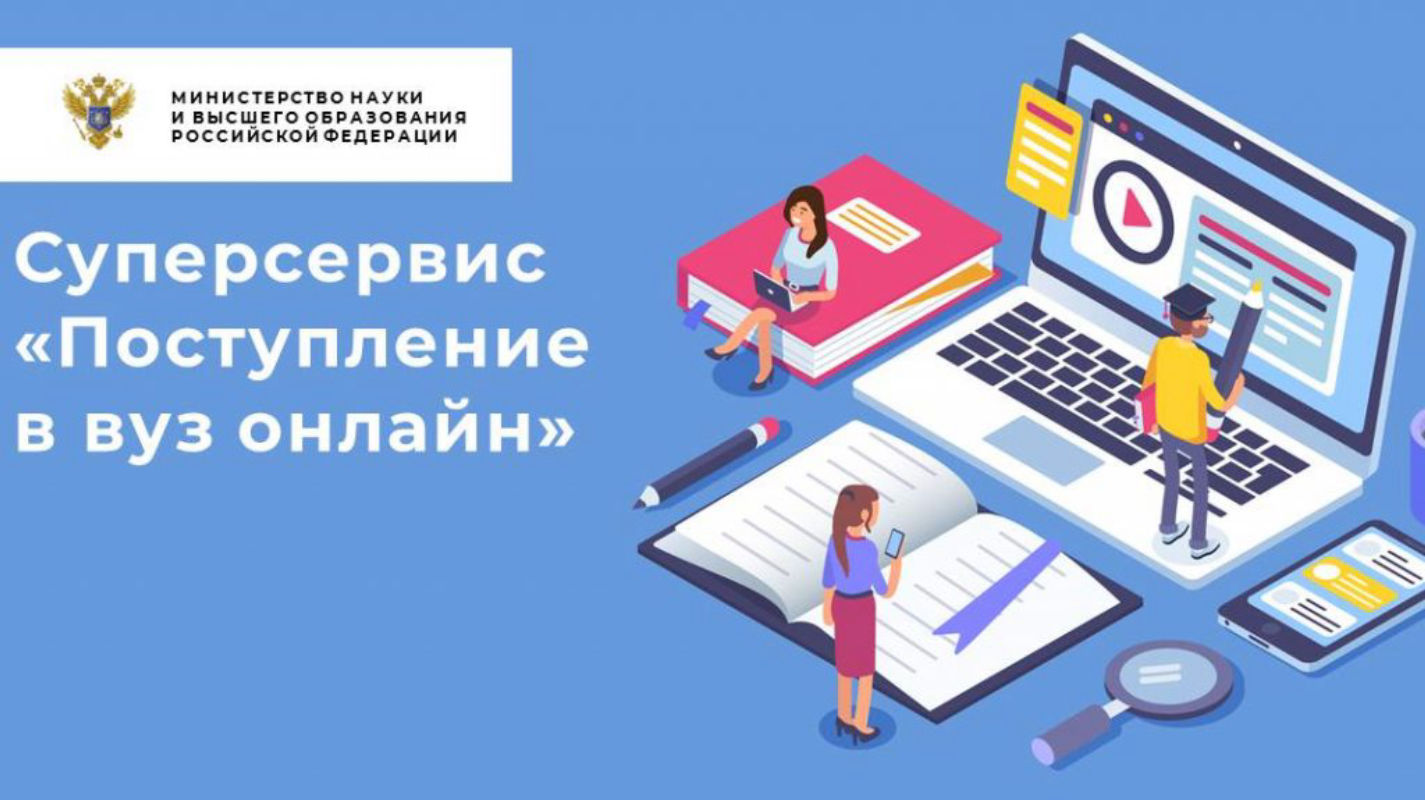 МИНИСТЕРСТВО НАУКИ
И ВЫСШЕГО ОБРАЗОВАНИЯ
РОССИЙСКОЙ ФЕДЕРАЦИИ
Суперсервис
«Поступление
в вуз онлайн»